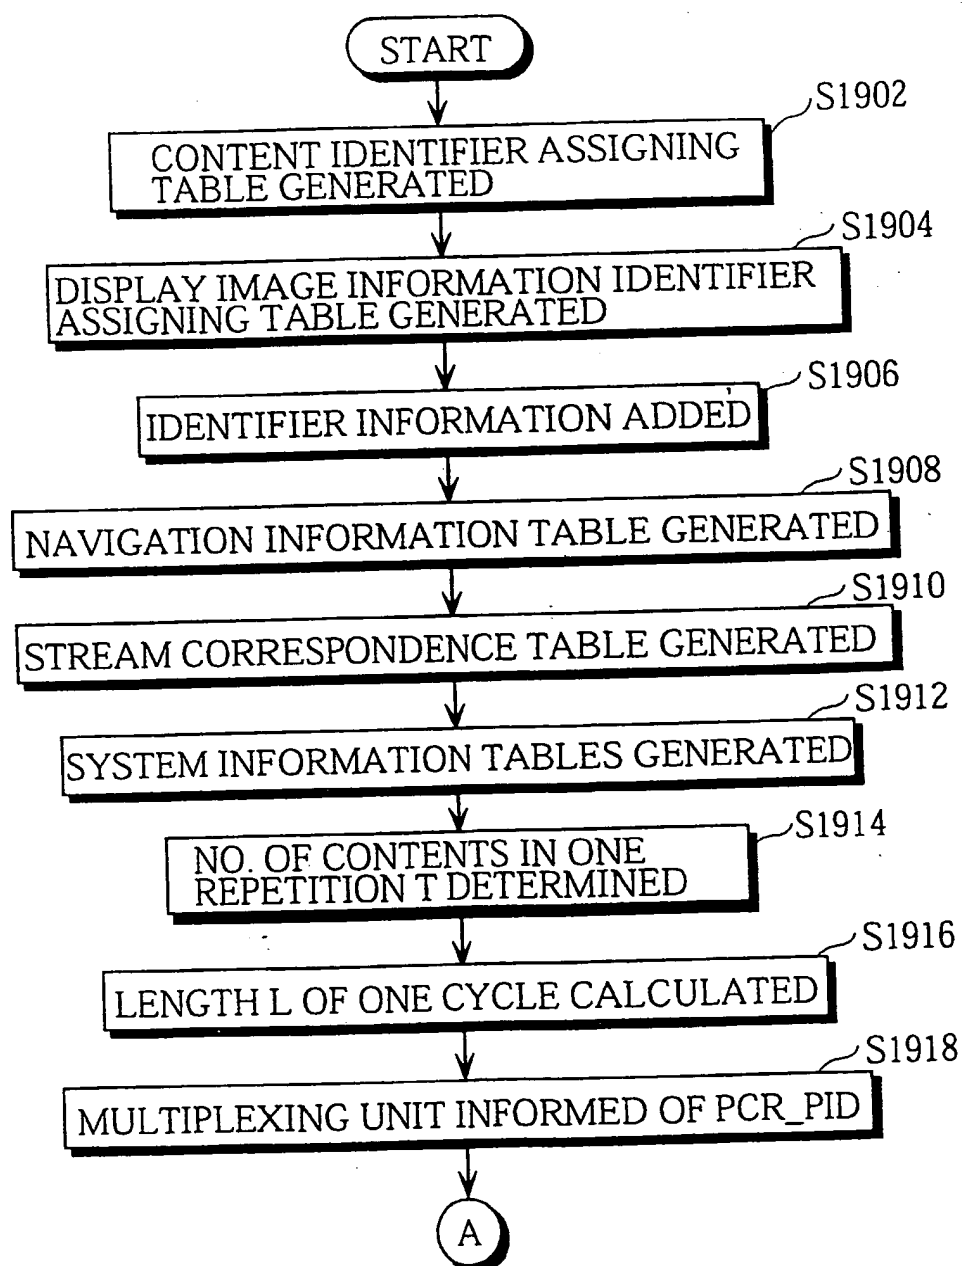 START
S1902
CONTENT IDENTIFIER ASSIGNING
TABLE GENERATED
S1904
DISPLAY IMAGE INFORMATION IDENTIFIER
ASSIGNING TABLE GENERATED
S1906
IDENTIFIER INFORMATION ADDED
S1908
NAVIGATION INFORMATION TABLE GENERATED
S1910
STREAM CORRESPONDENCE TABLE GENERATED
S1912
SYSTEM INFORMATION TABLES GENERATED
S1914
NO. OF CONTENTS IN ONE
REPETITION T DETERMINED
S1916
LENGTH L OF ONE CYCLE CALCULATED
S1918
MULTIPLEXING UNIT INFORMED OF PCR_PID
A